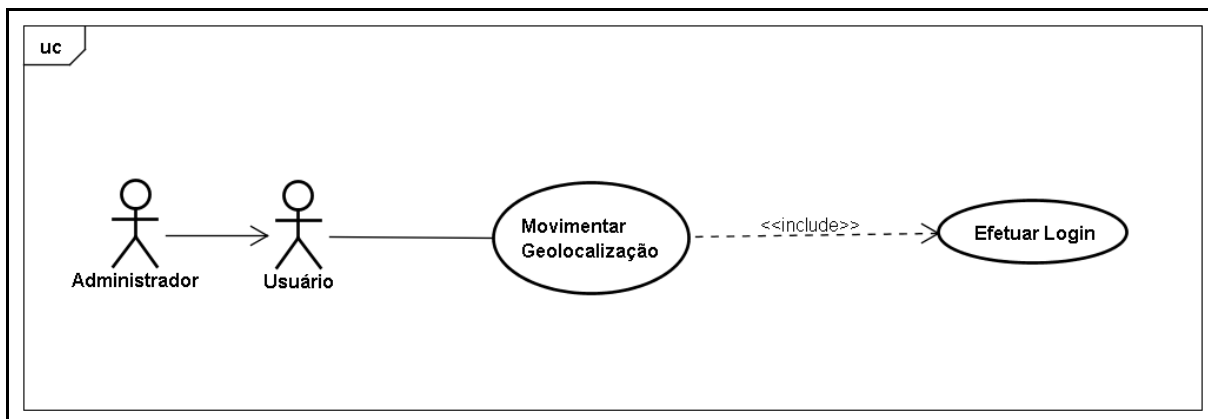 uc
Administrador
Usuário
Movimentar
Geolocalização
<<include>>
Efetuar Login